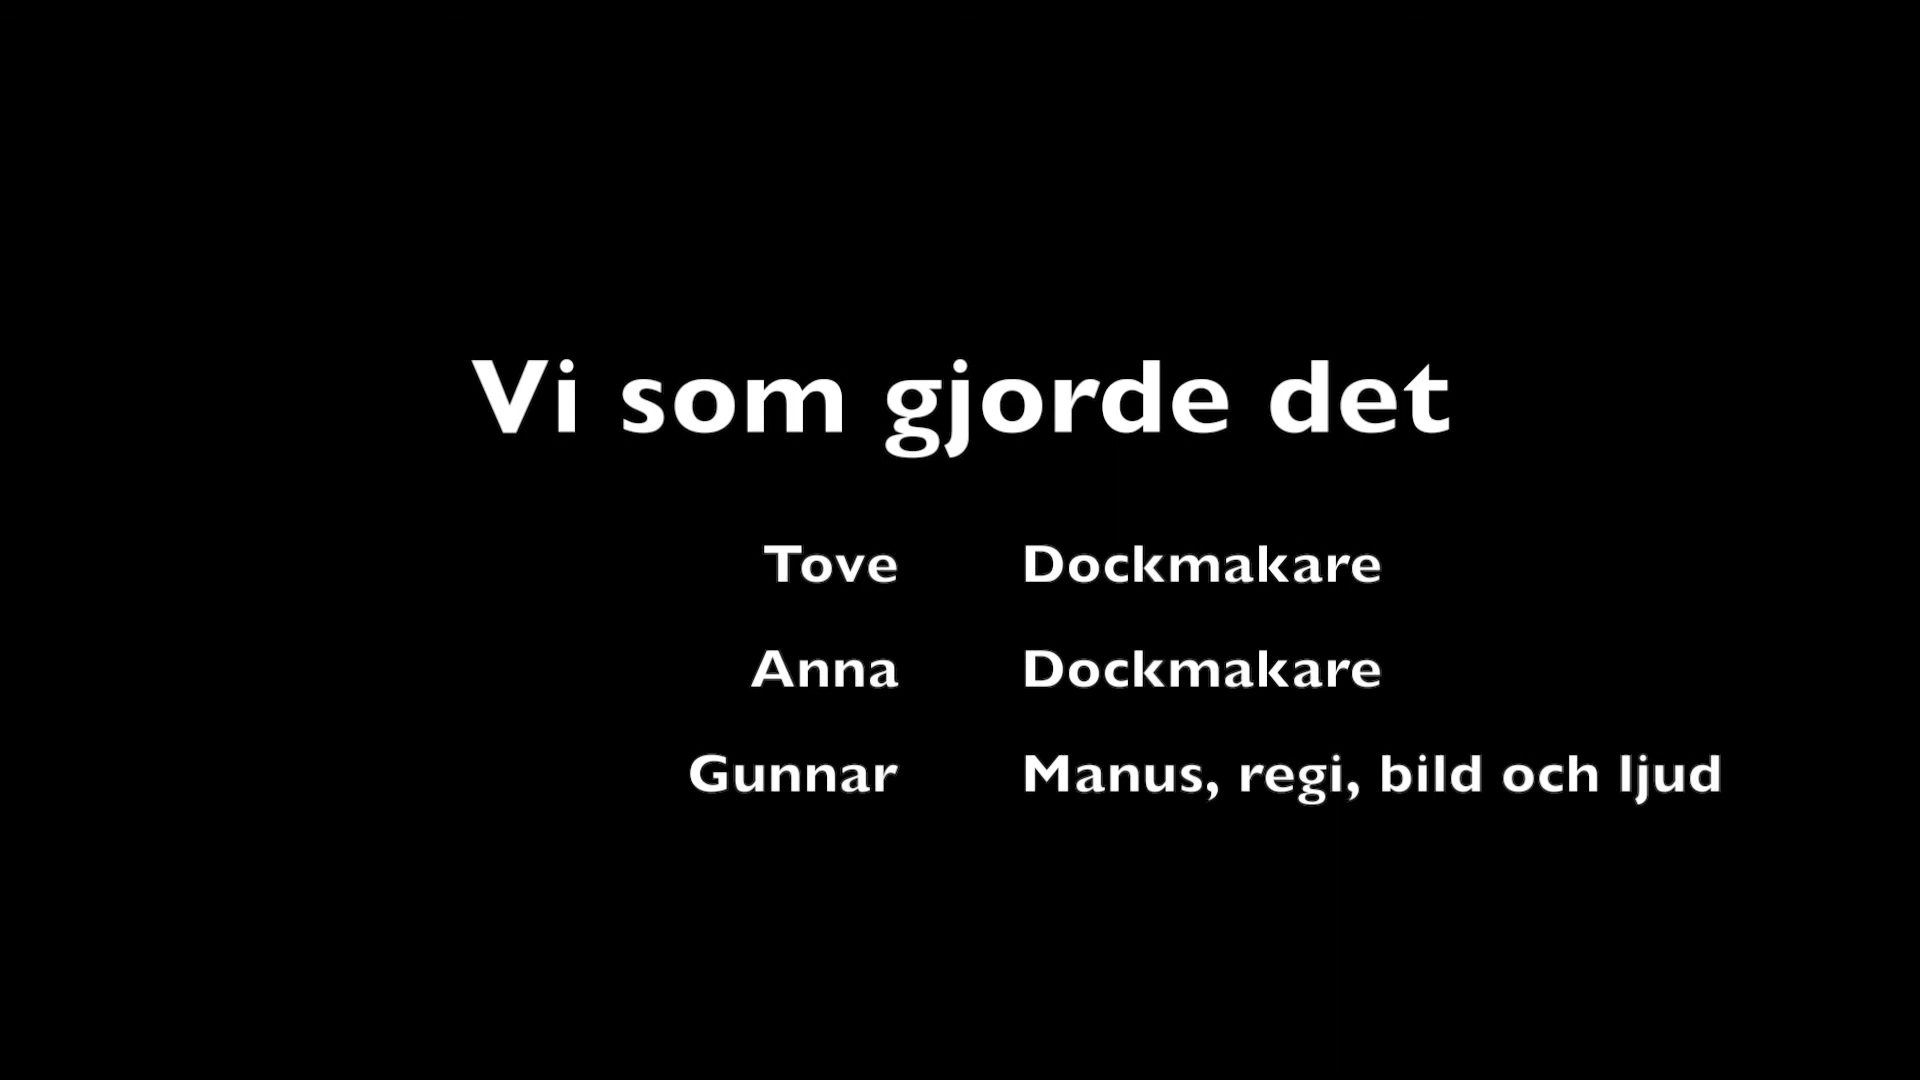 Vi som gjorde det
Tove Dockmakare
Anna Dockmakare
Gunnar Manus, regi, bild och ljud